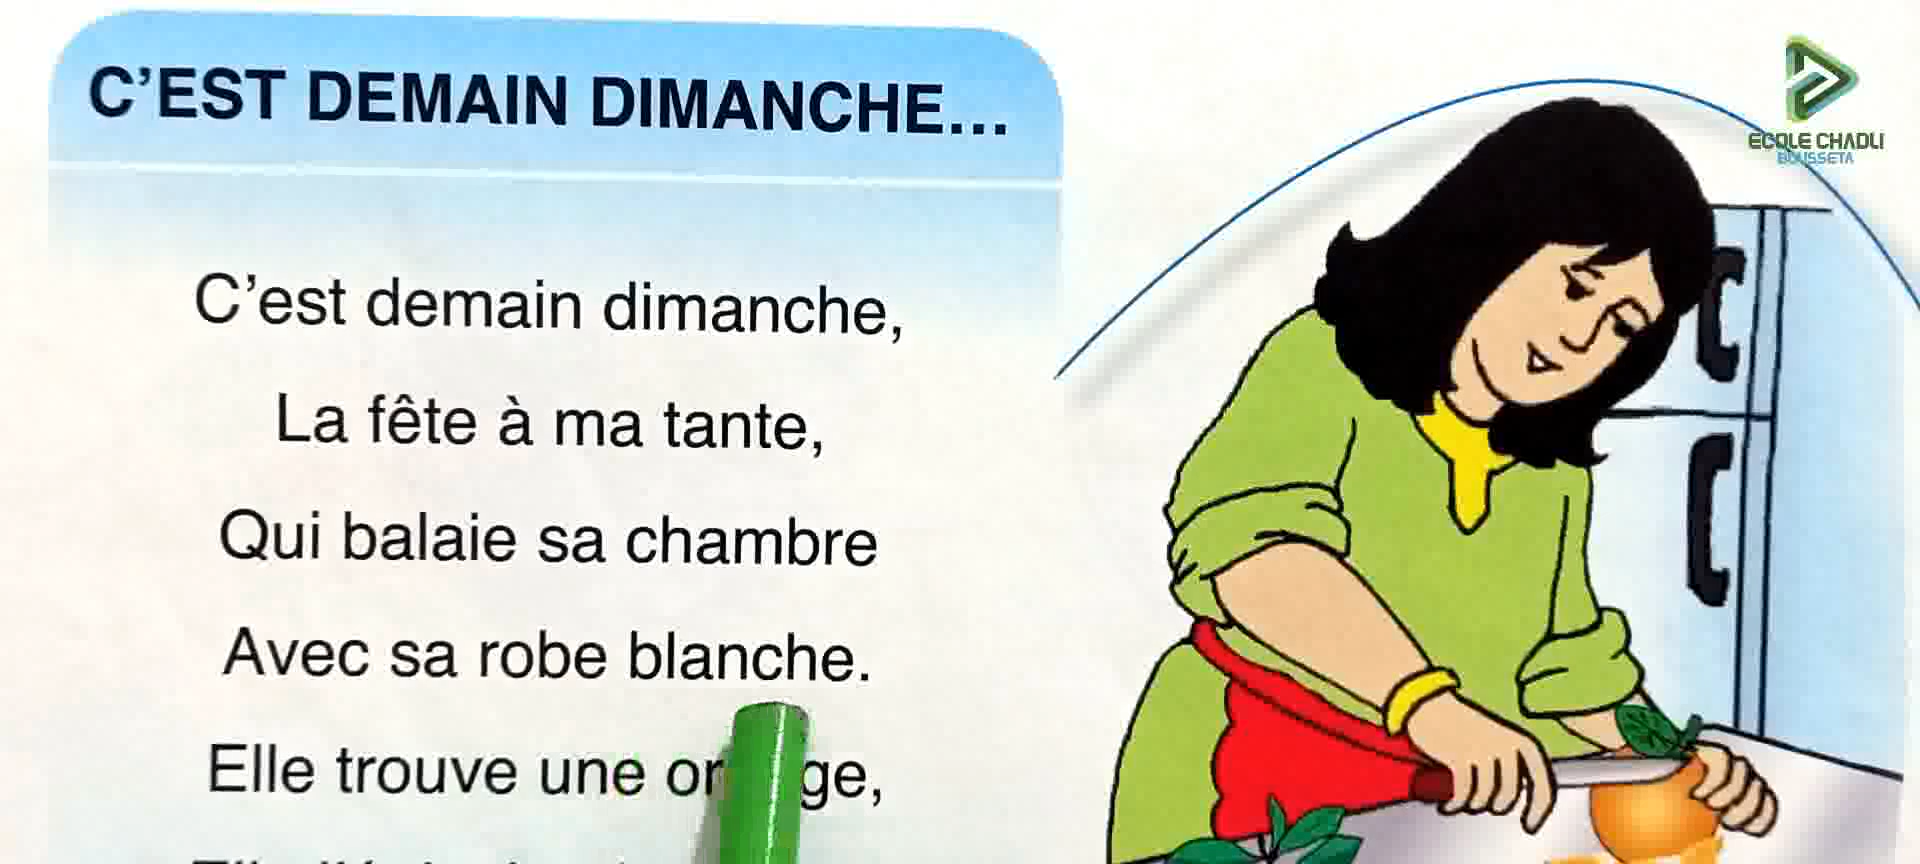 C'EST DEMAIN DIMANCHE...
C'est demain dimanche,
La fête à ma tante,
Qui balaie sa chambre
Avec sa robe blanche.
Elle trouve une
ECOLE CHADLI
BOUSSETA